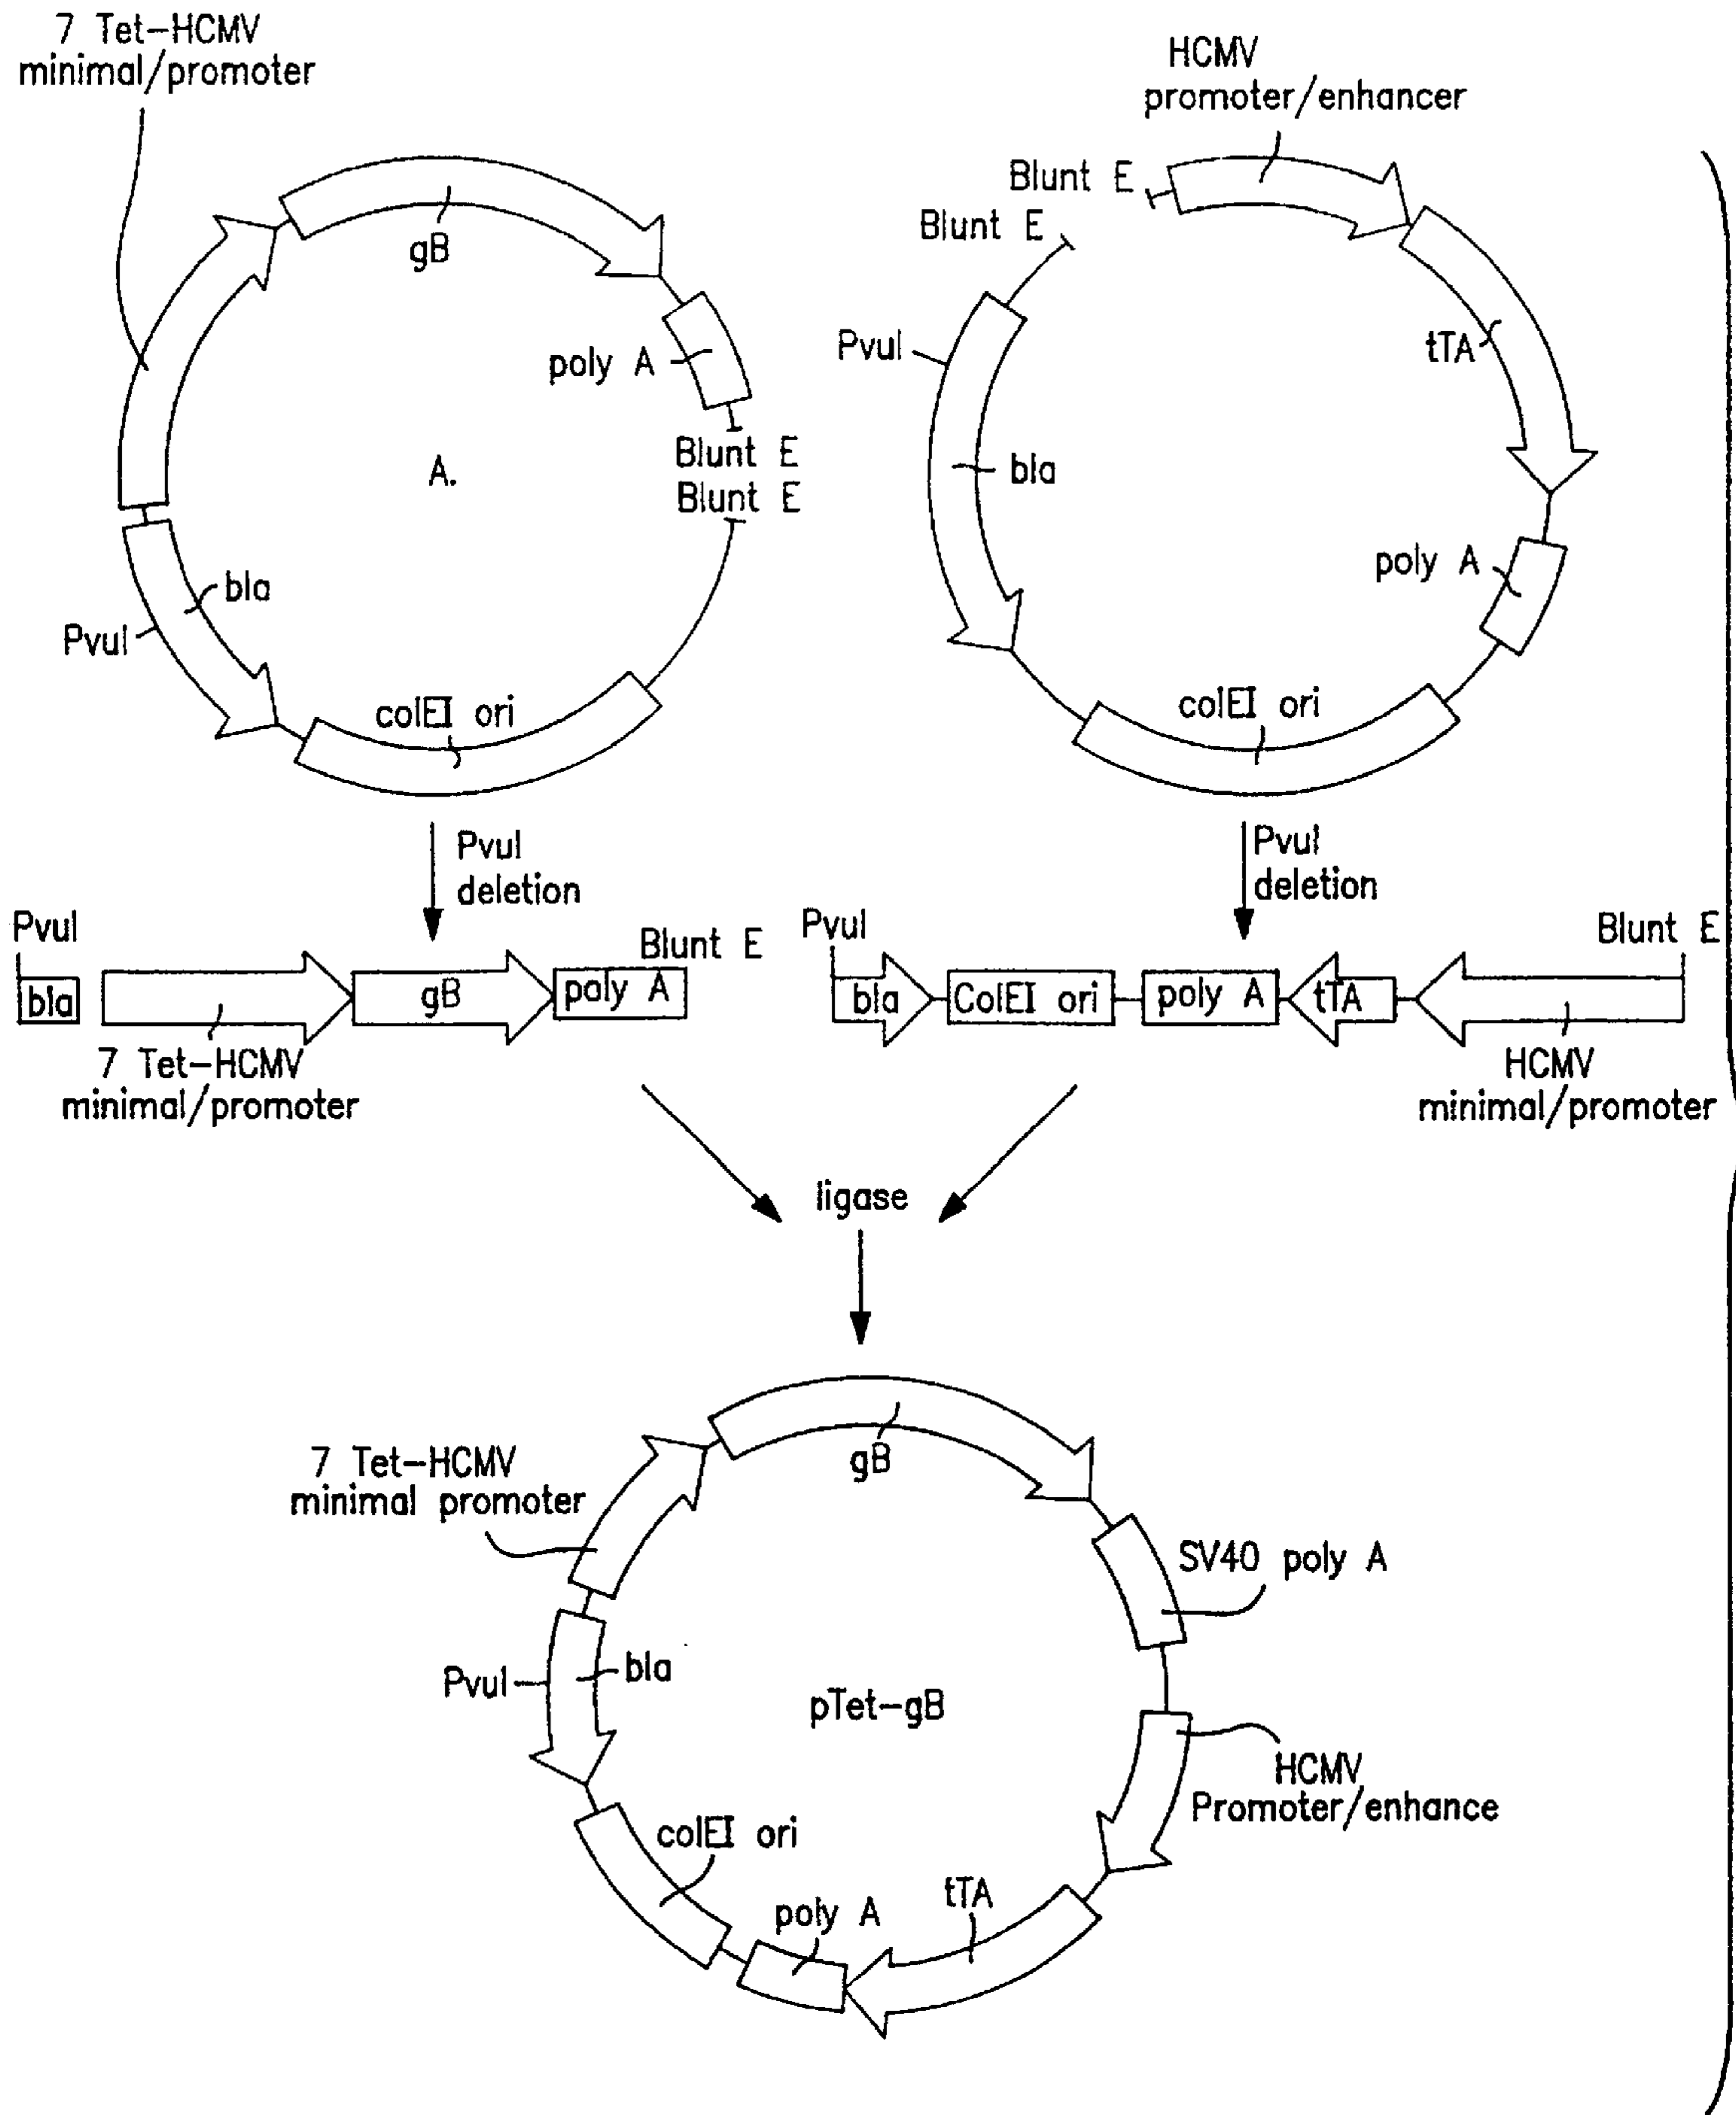 7 Tet-HCMV
minimal/promoter
HCMV
promoter/enhancer
Blunt E
Blunt E
gB
PvuI
poly A
tTA
Blunt E
Blunt E
A.
bla
poly A
bla
PvuI
colEI ori
colEI ori
PvuI
deletion
PvuI
deletion
PvuI
Blunt E
PvuI
Blunt E
bla
gB
poly A
bla
ColEI ori
poly A
tTA
7 Tet-HCMV
minimal/promoter
HCMV
minimal/promoter
ligase
7 Tet-HCMV
minimal promoter
gB
SV40 poly A
PvuI
bla
pTet-gB
HCMV
Promoter/enhance
colEI ori
poly A
tTA